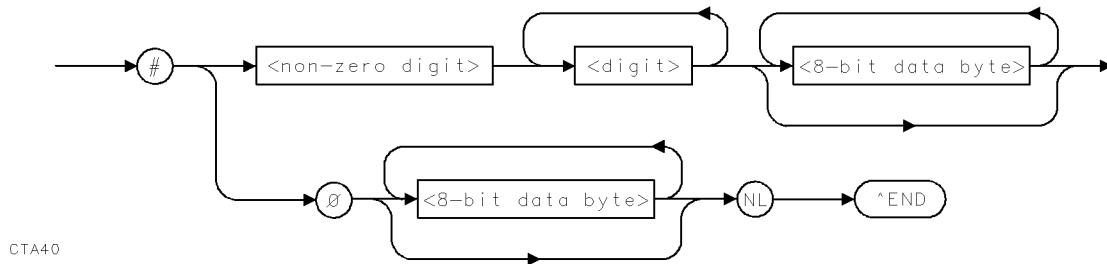 # <non-zero digit> <digit> <8-bit data byte>
Ø <8-bit data byte> NL ^END
CTA40